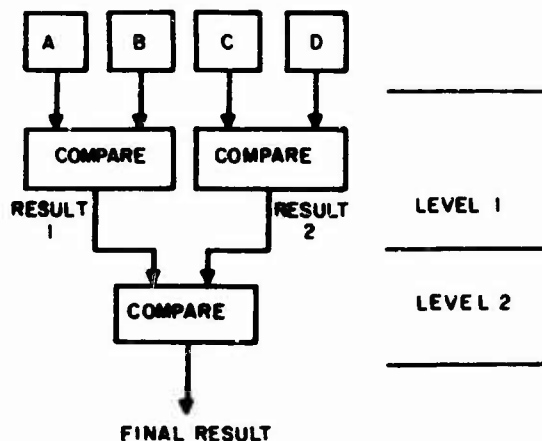 A B C D
COMPARE COMPARE
RESULT 1 RESULT 2 LEVEL 1
COMPARE LEVEL 2
FINAL RESULT